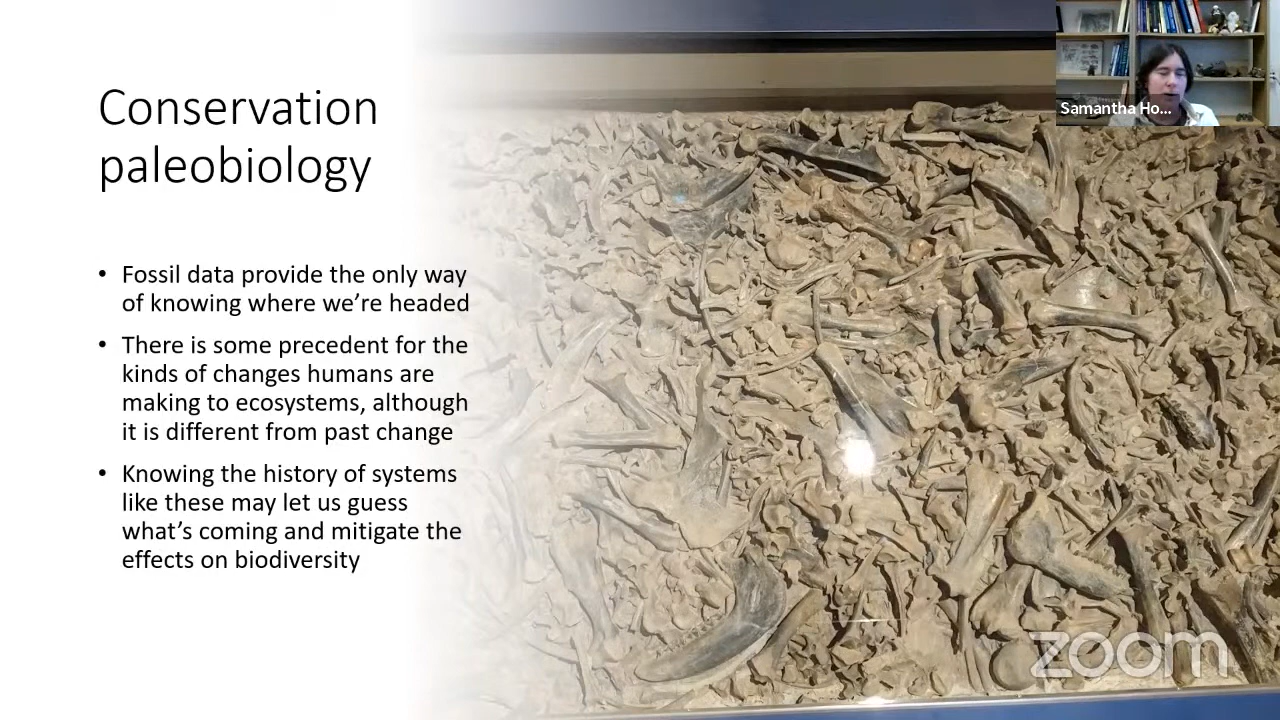 Conservation
paleobiology
Samantha Ho...
• Fossil data provide the only way
of knowing where we’re headed
• There is some precedent for the
kinds of changes humans are
making to ecosystems, although
it is different from past change
• Knowing the history of systems
like these may let us guess
what’s coming and mitigate the
effects on biodiversity
zoom